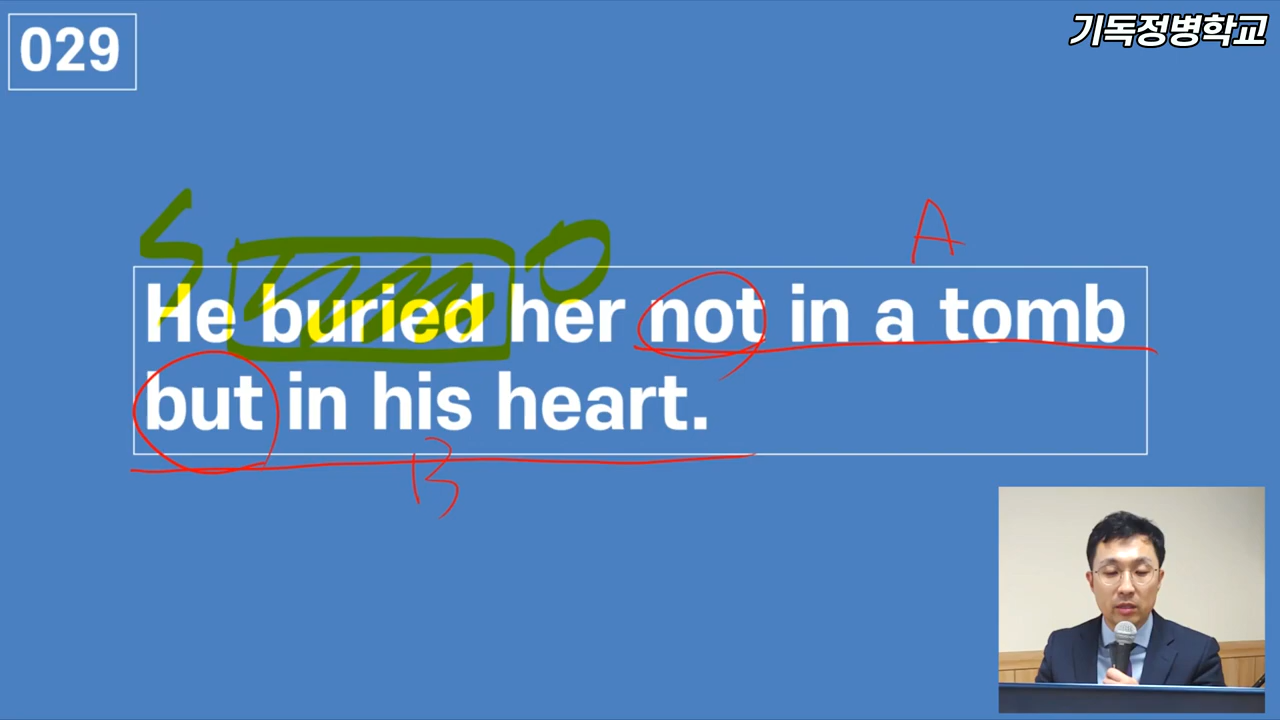 029
기독정병학교
S O A
He buried her not in a tomb
but in his heart.
B